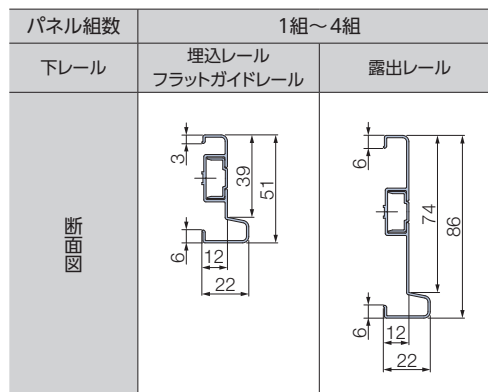 パネル組数
1組～4組
下レール
埋込レール
フラットガイドレール
露出レール
断面図
3
39
51
6
12
22
6
74
86
6
12
22